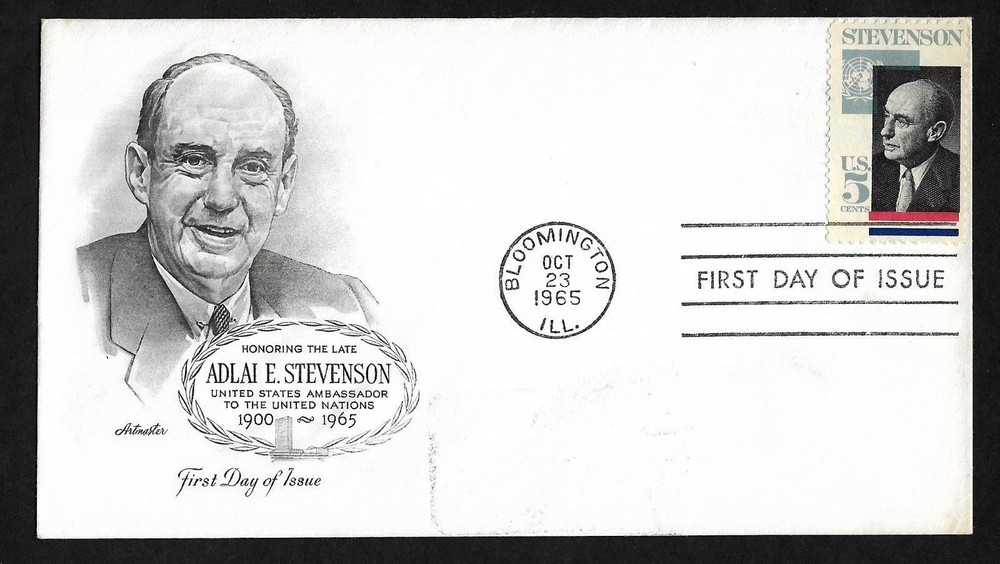 STEVENSON
U.S.
5
CENTS
BLOOMINGTON
OCT
23
1965
ILL.
FIRST DAY OF ISSUE
HONORING THE LATE
ADLAI E. STEVENSON
UNITED STATES AMBASSADOR
TO THE UNITED NATIONS
1900 ~ 1965
Artmaster
First Day of Issue